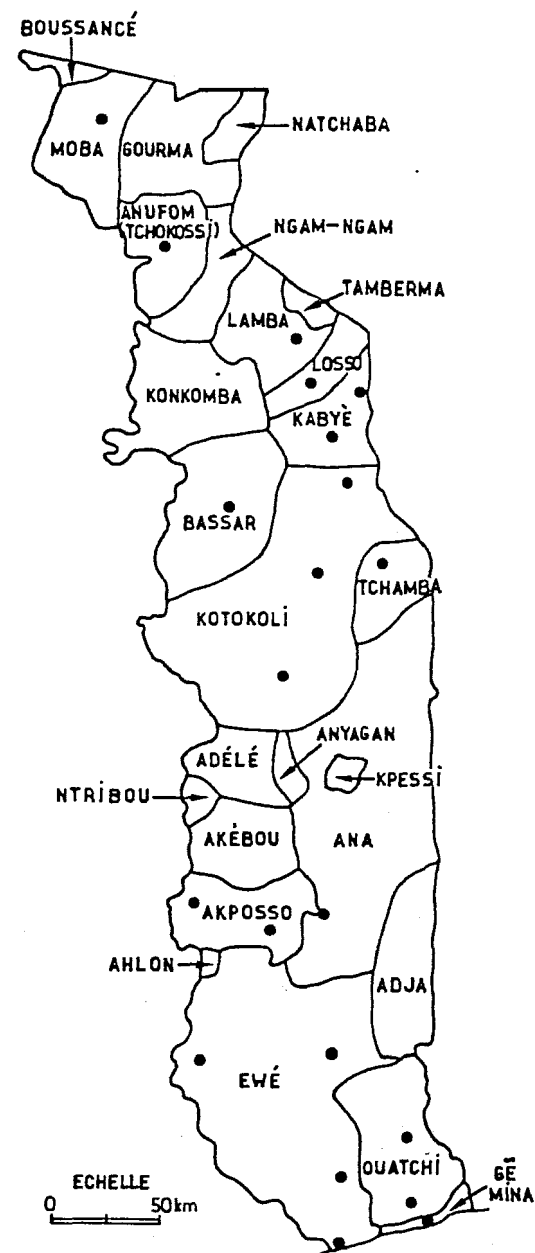 BOUSSANCÉ
NATCHABA
MOBA
GOURMA
ANUFOM
(TCHOKOSSi)
NGAM-NGAM
TAMBERMA
LAMBA
LOSSO
KONKOMBA
KABYÈ
BASSAR
TCHAMBA
KOTOKOLi
ANYAGAN
ADÉLÉ
KPESSi
NTRiBOU
AKÉBOU
ANA
AKPOSSO
AHLON
ADJA
EWÉ
OUATCHi
GẼ
MiNA
ECHELLE
0 50km